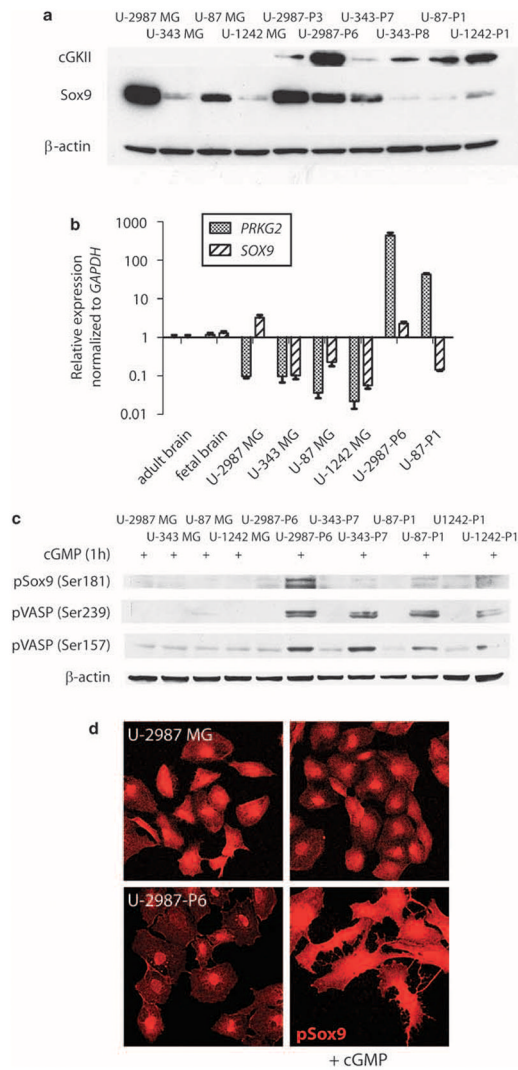 a
U-2987 MG U-87 MG U-2987-P3 U-343-P7 U-87-P1
U-343 MG U-1242 MG U-2987-P6 U-343-P8 U-1242-P1
cGKII
Sox9
β-actin
b
Relative expression
normalized to GAPDH
1000
100
10
1
0.1
0.01
PRKG2
SOX9
adult brain
fetal brain
U-2987 MG
U-343 MG
U-87 MG
U-1242 MG
U-2987-P6
U-87-P1
c
U-2987 MG U-87 MG U-2987-P6 U-343-P7 U-87-P1 U1242-P1
U-343 MG U-1242 MG U-2987-P6 U-343-P7 U-87-P1 U-1242-P1
cGMP (1h) + + + + + + + +
pSox9 (Ser181)
pVASP (Ser239)
pVASP (Ser157)
β-actin
d
U-2987 MG
U-2987-P6
pSox9
+ cGMP